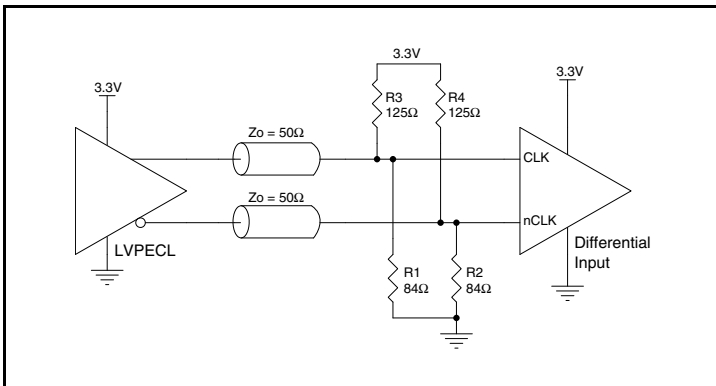 3.3V
3.3V
3.3V
R3
125Ω
R4
125Ω
Zo = 50Ω
CLK
Zo = 50Ω
nCLK
LVPECL
Differential
Input
R1
84Ω
R2
84Ω